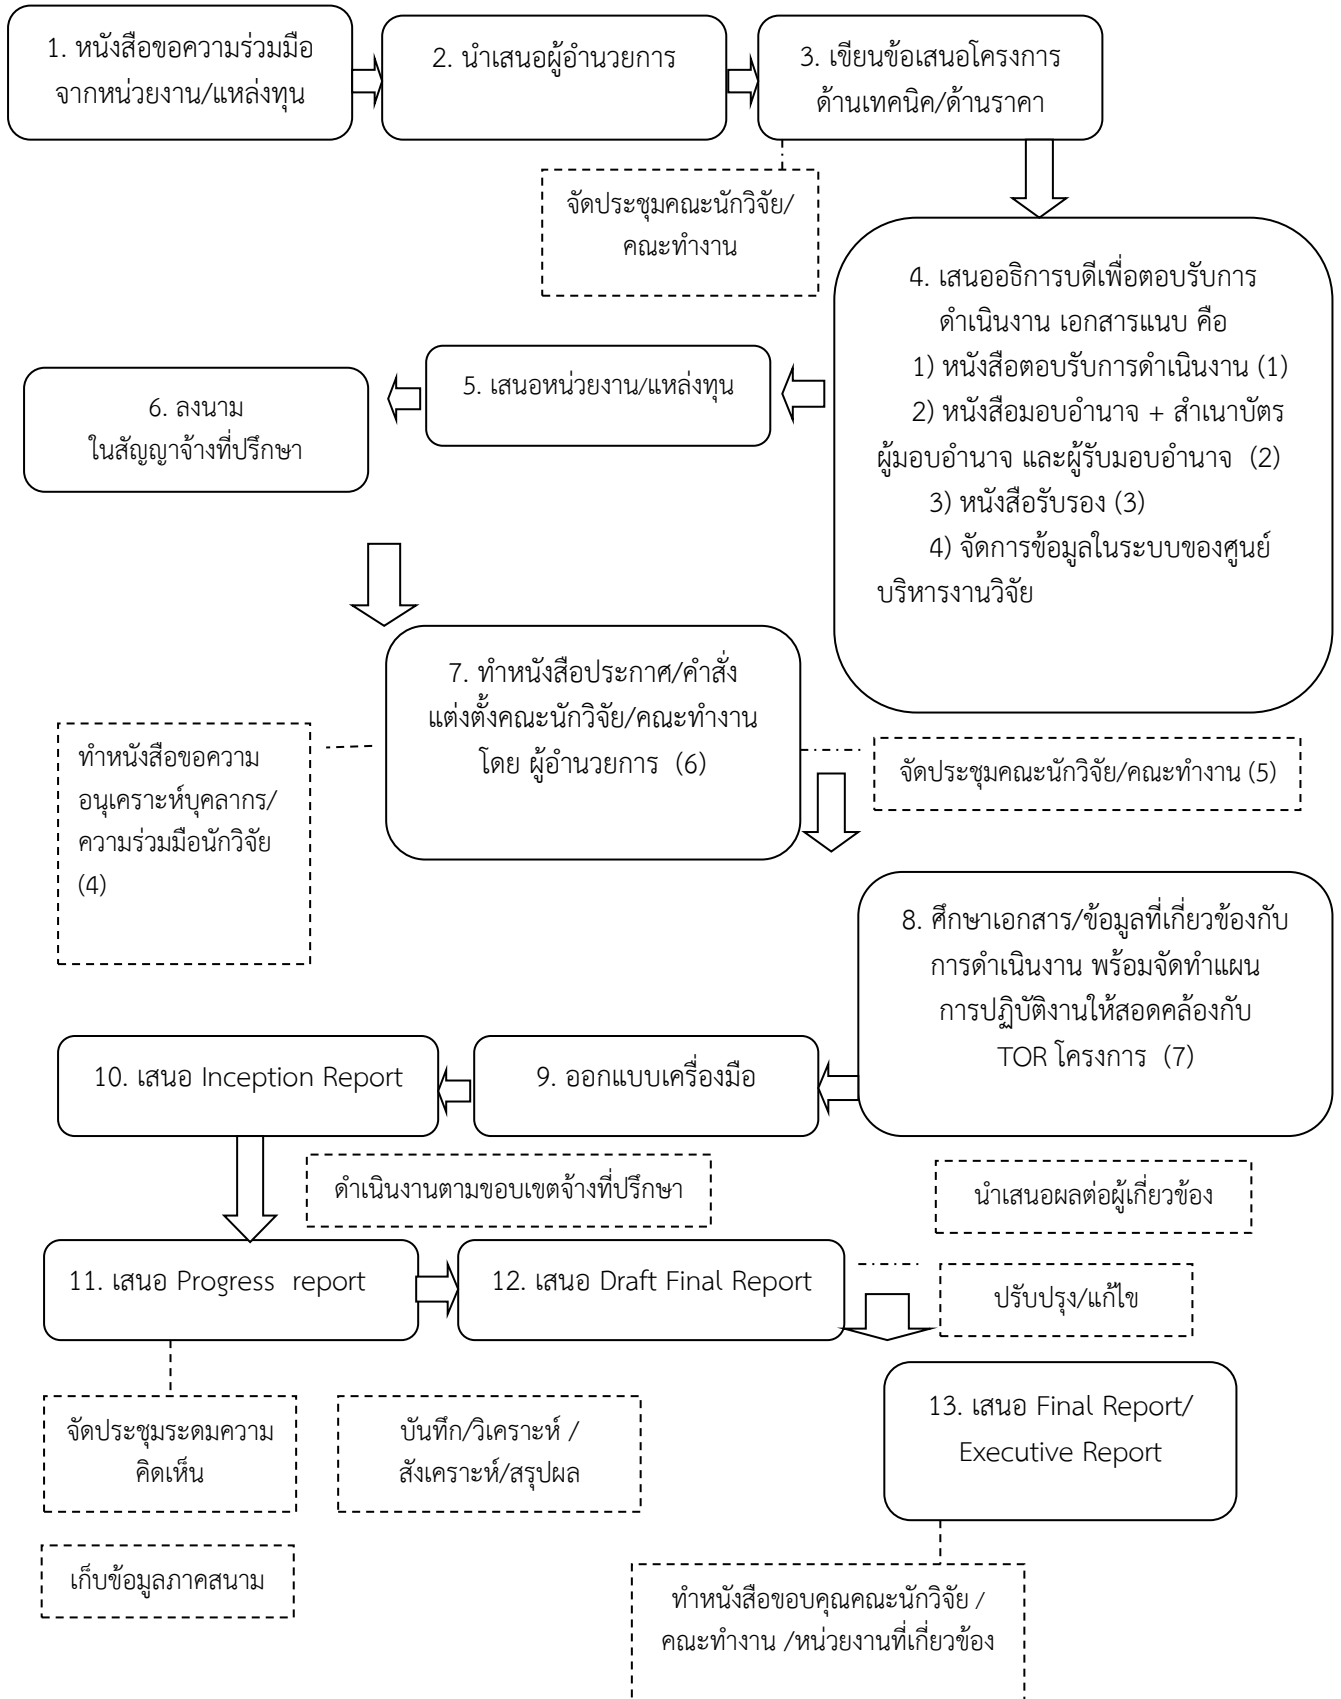 1. หนังสือขอความร่วมมือ
จากหน่วยงาน/แหล่งทุน
2. นำเสนอผู้อำนวยการ
3. เขียนข้อเสนอโครงการ
ด้านเทคนิค/ด้านราคา
จัดประชุมคณะนักวิจัย/
คณะทำงาน
4. เสนออธิการบดีเพื่อตอบรับการ
ดำเนินงาน เอกสารแนบ คือ
1) หนังสือตอบรับการดำเนินงาน (1)
2) หนังสือมอบอำนาจ + สำเนาบัตร
ผู้มอบอำนาจ และผู้รับมอบอำนาจ (2)
3) หนังสือรับรอง (3)
4) จัดการข้อมูลในระบบของศูนย์
บริหารงานวิจัย
5. เสนอหน่วยงาน/แหล่งทุน
6. ลงนาม
ในสัญญาจ้างที่ปรึกษา
7. ทำหนังสือประกาศ/คำสั่ง
แต่งตั้งคณะนักวิจัย/คณะทำงาน
โดย ผู้อำนวยการ (6)
ทำหนังสือขอความ
อนุเคราะห์บุคลากร/
ความร่วมมือนักวิจัย
(4)
จัดประชุมคณะนักวิจัย/คณะทำงาน (5)
8. ศึกษาเอกสาร/ข้อมูลที่เกี่ยวข้องกับ
การดำเนินงาน พร้อมจัดทำแผน
การปฏิบัติงานให้สอดคล้องกับ
TOR โครงการ (7)
9. ออกแบบเครื่องมือ
10. เสนอ Inception Report
ดำเนินงานตามขอบเขตจ้างที่ปรึกษา
นำเสนอผลต่อผู้เกี่ยวข้อง
11. เสนอ Progress report
12. เสนอ Draft Final Report
ปรับปรุง/แก้ไข
13. เสนอ Final Report/
Executive Report
จัดประชุมระดมความ
คิดเห็น
บันทึก/วิเคราะห์ /
สังเคราะห์/สรุปผล
เก็บข้อมูลภาคสนาม
ทำหนังสือขอบคุณคณะนักวิจัย /
คณะทำงาน /หน่วยงานที่เกี่ยวข้อง